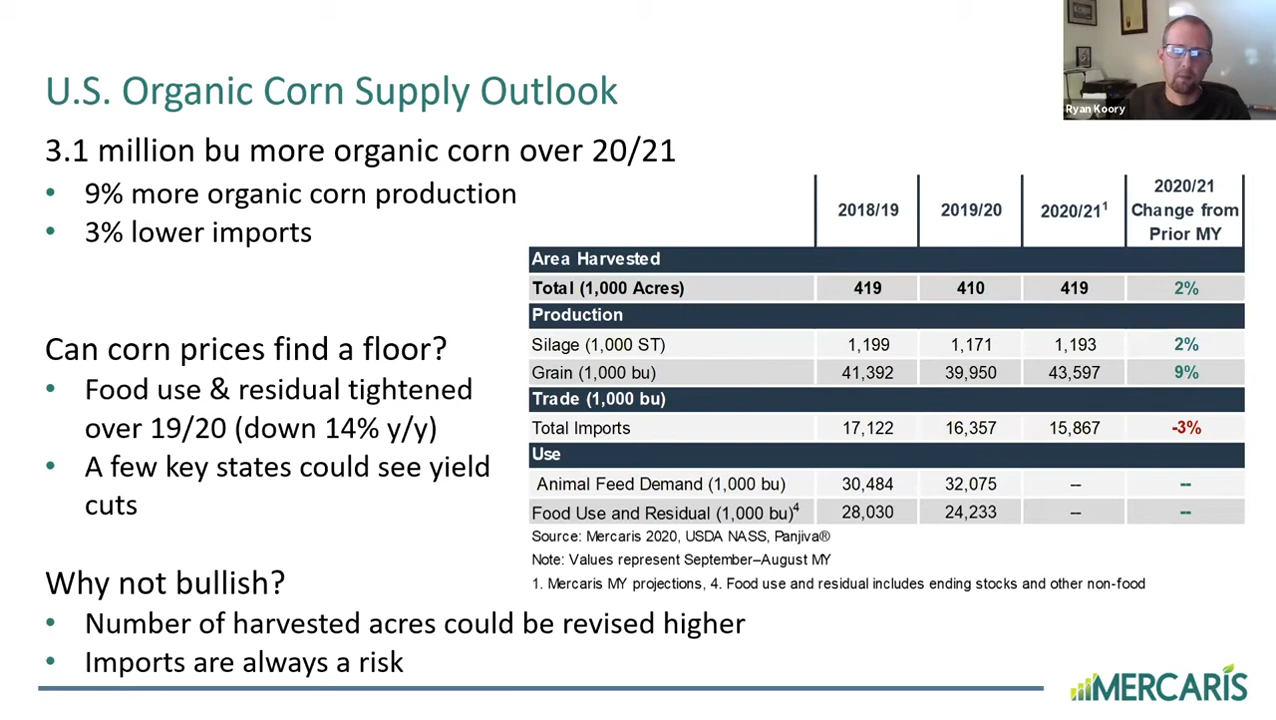 U.S. Organic Corn Supply Outlook
Ryan Koory
3.1 million bu more organic corn over 20/21
• 9% more organic corn production
• 3% lower imports
Can corn prices find a floor?
• Food use & residual tightened
over 19/20 (down 14% y/y)
• A few key states could see yield
cuts
Why not bullish?
• Number of harvested acres could be revised higher
• Imports are always a risk
2018/19 2019/20 2020/21¹ 2020/21
Change from
Prior MY
Area Harvested
Total (1,000 Acres) 419 410 419 2%
Production
Silage (1,000 ST) 1,199 1,171 1,193 2%
Grain (1,000 bu) 41,392 39,950 43,597 9%
Trade (1,000 bu)
Total Imports 17,122 16,357 15,867 -3%
Use
Animal Feed Demand (1,000 bu) 30,484 32,075 – --
Food Use and Residual (1,000 bu)⁴ 28,030 24,233 – --
Source: Mercaris 2020, USDA NASS, Panjiva®
Note: Values represent September–August MY
1. Mercaris MY projections, 4. Food use and residual includes ending stocks and other non-food
MERCARIS